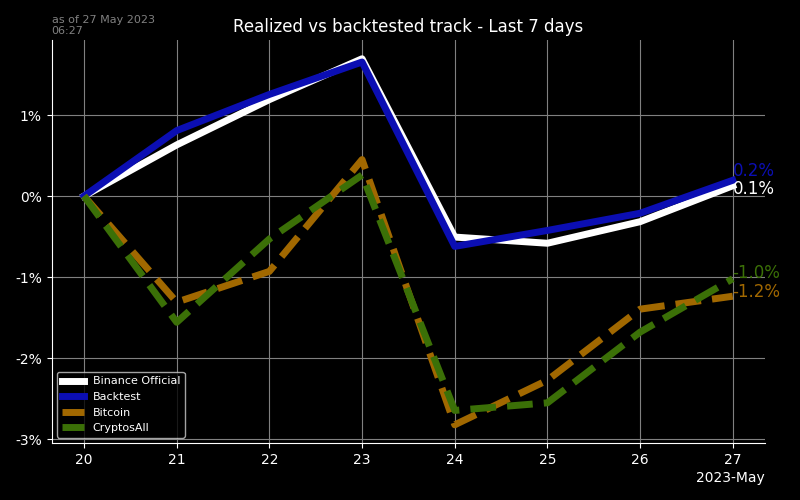 as of 27 May 2023
06:27
Realized vs backtested track - Last 7 days
1%
0%
-1%
-2%
-3%
0.2%
0.1%
-1.0%
-1.2%
Binance Official
Backtest
Bitcoin
CryptosAll
20 21 22 23 24 25 26 27
2023-May